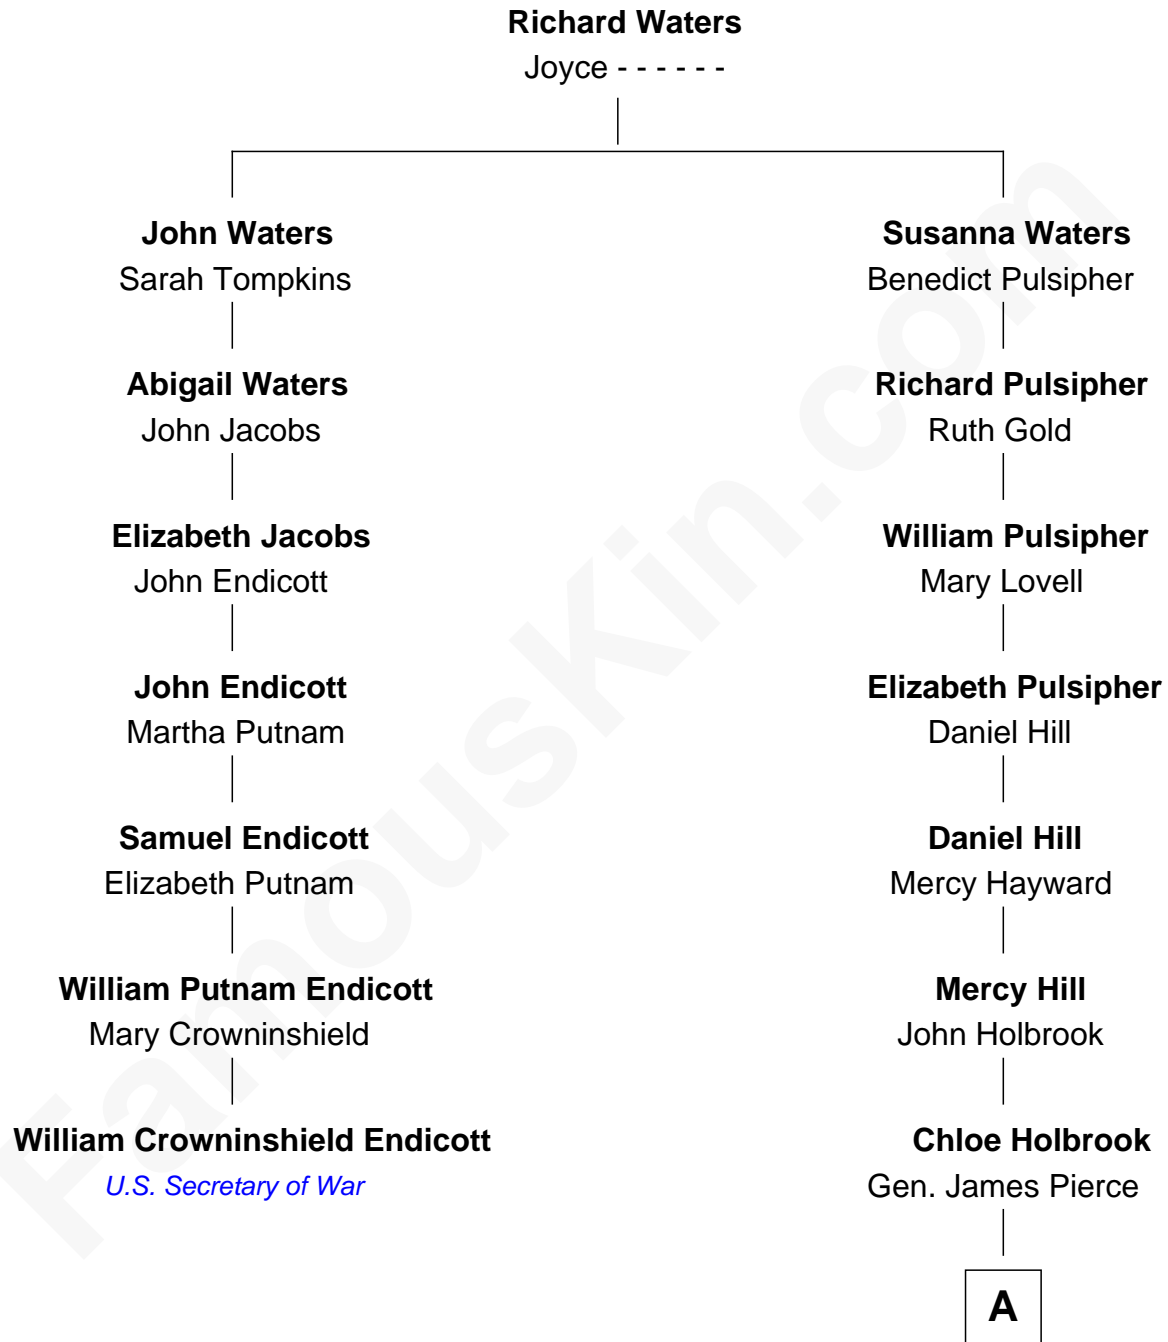 Richard Waters
Joyce - - - - - -
John Waters
Sarah Tompkins
Susanna Waters
Benedict Pulsipher
Abigail Waters
John Jacobs
Richard Pulsipher
Ruth Gold
Elizabeth Jacobs
John Endicott
William Pulsipher
Mary Lovell
John Endicott
Martha Putnam
Elizabeth Pulsipher
Daniel Hill
Samuel Endicott
Elizabeth Putnam
Daniel Hill
Mercy Hayward
William Putnam Endicott
Mary Crowninshield
Mercy Hill
John Holbrook
William Crowninshield Endicott
U.S. Secretary of War
Chloe Holbrook
Gen. James Pierce
A
FamousKin.com